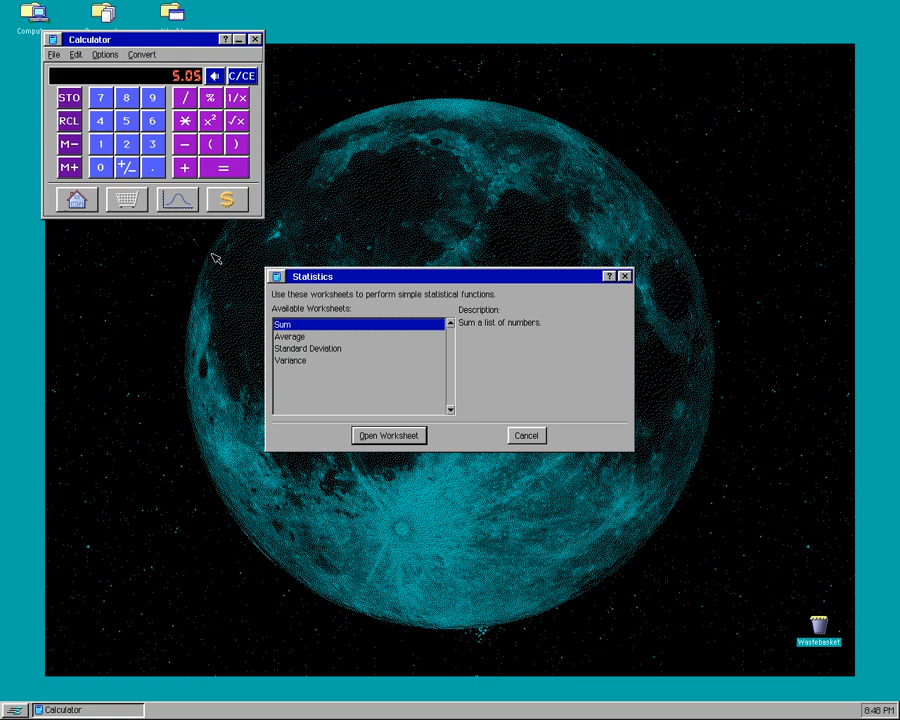 Calculator
File Edit Options Convert
5.05 C/CE
STO 7 8 9 / % 1/x
RCL 4 5 6 * x² √x
M- 1 2 3 - ( )
M+ 0 +/- . + =
$
Statistics
Use these worksheets to perform simple statistical functions.
Available Worksheets:
Sum
Average
Standard Deviation
Variance
Description:
Sum a list of numbers.
Open Worksheet Cancel
Wastebasket
Calculator
8:48 PM